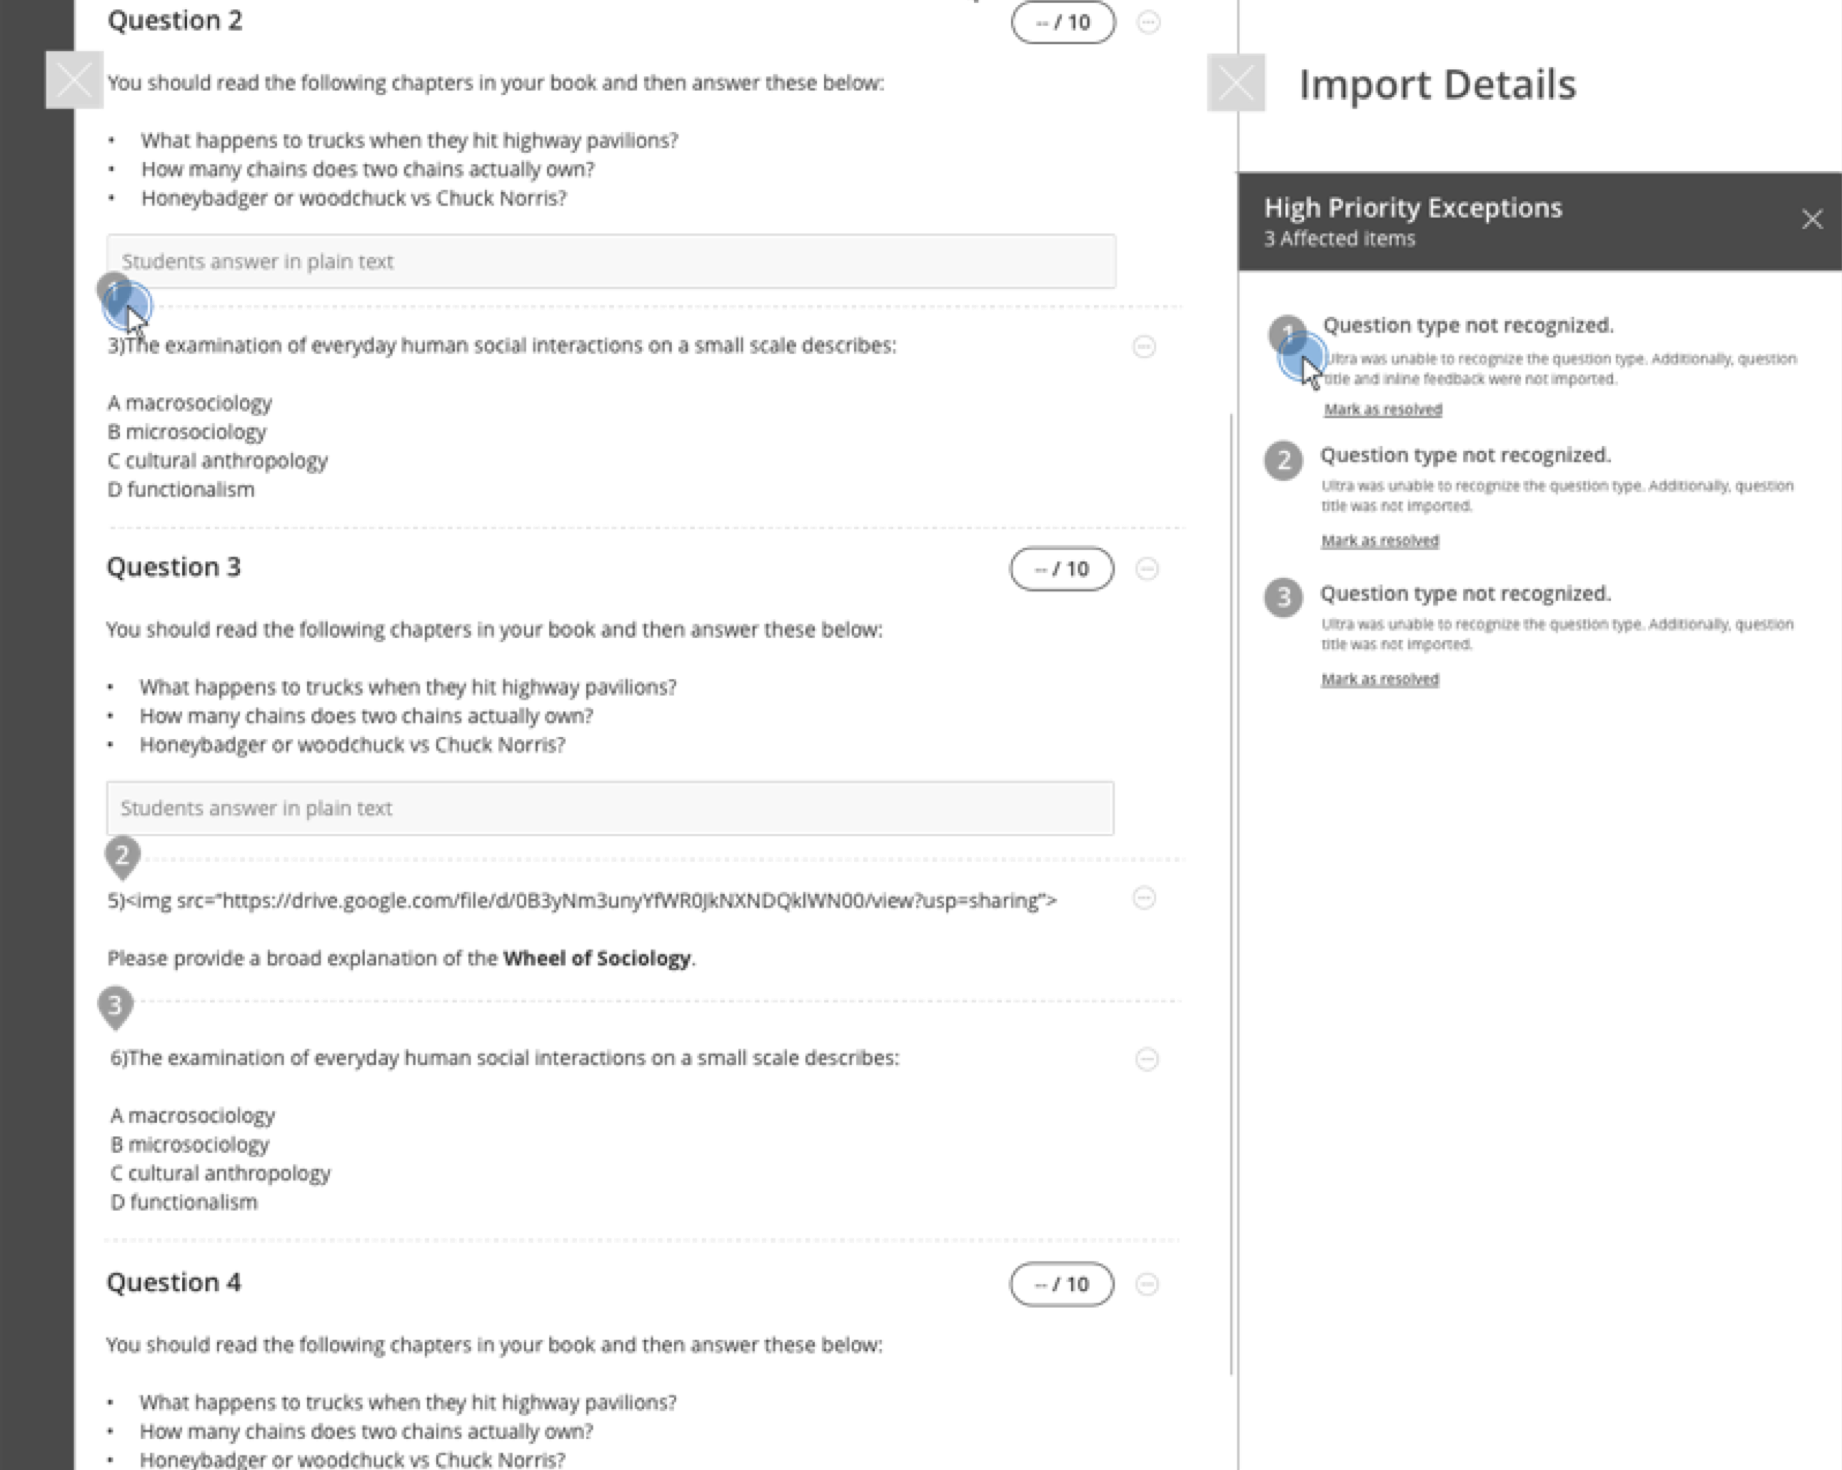 Question 2
-- / 10
You should read the following chapters in your book and then answer these below:
• What happens to trucks when they hit highway pavilions?
• How many chains does two chains actually own?
• Honeybadger or woodchuck vs Chuck Norris?
Students answer in plain text
1
3)The examination of everyday human social interactions on a small scale describes:
A macrosociology
B microsociology
C cultural anthropology
D functionalism
Question 3
-- / 10
You should read the following chapters in your book and then answer these below:
• What happens to trucks when they hit highway pavilions?
• How many chains does two chains actually own?
• Honeybadger or woodchuck vs Chuck Norris?
Students answer in plain text
2
5)<img src="https://drive.google.com/file/d/0B3yNm3unyYfWR0JkNXNDQklWN00/view?usp=sharing">
Please provide a broad explanation of the Wheel of Sociology.
3
6)The examination of everyday human social interactions on a small scale describes:
A macrosociology
B microsociology
C cultural anthropology
D functionalism
Question 4
-- / 10
You should read the following chapters in your book and then answer these below:
• What happens to trucks when they hit highway pavilions?
• How many chains does two chains actually own?
• Honeybadger or woodchuck vs Chuck Norris?
Import Details
High Priority Exceptions
3 Affected items
1
Question type not recognized.
Ultra was unable to recognize the question type. Additionally, question
title and inline feedback were not imported.
Mark as resolved
2
Question type not recognized.
Ultra was unable to recognize the question type. Additionally, question
title was not imported.
Mark as resolved
3
Question type not recognized.
Ultra was unable to recognize the question type. Additionally, question
title was not imported.
Mark as resolved